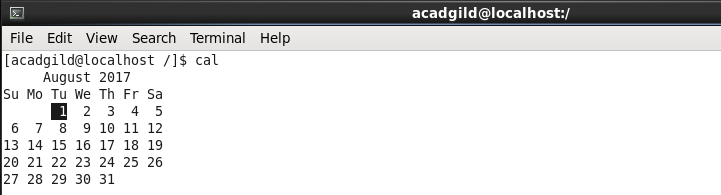 acadgild@localhost:/
File Edit View Search Terminal Help
[acadgild@localhost /]$ cal
     August 2017
Su Mo Tu We Th Fr Sa
       1  2  3  4  5
 6  7  8  9 10 11 12
13 14 15 16 17 18 19
20 21 22 23 24 25 26
27 28 29 30 31